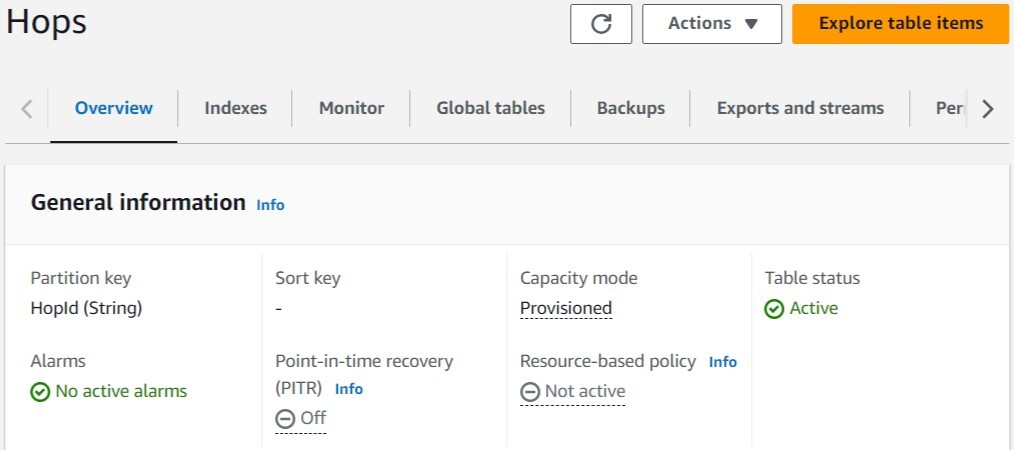 Hops
Actions
Explore table items
Overview
Indexes
Monitor
Global tables
Backups
Exports and streams
Per
General information Info
Partition key
HopId (String)
Sort key
-
Capacity mode
Provisioned
Table status
Active
Alarms
No active alarms
Point-in-time recovery
(PITR) Info
Off
Resource-based policy Info
Not active